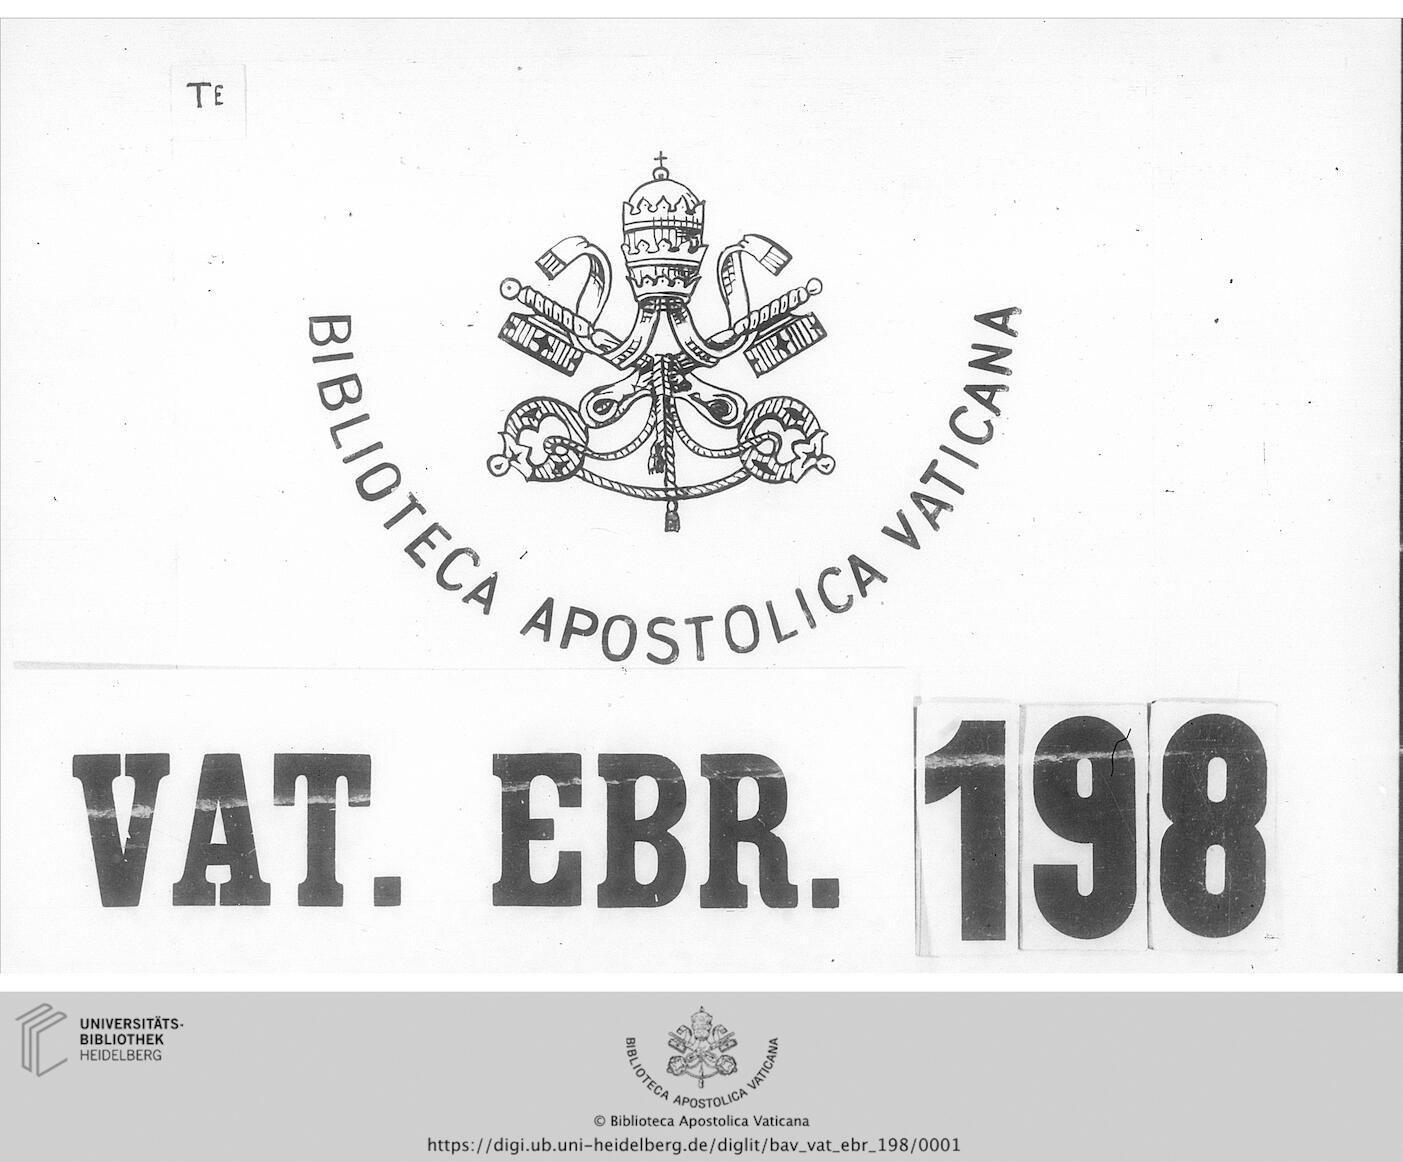 TE
BIBLIOTECA APOSTOLICA VATICANA
VAT. EBR. 198
UNIVERSITÄTS-
BIBLIOTHEK
HEIDELBERG
BIBLIOTECA APOSTOLICA VATICANA
© Biblioteca Apostolica Vaticana
https://digi.ub.uni-heidelberg.de/diglit/bav_vat_ebr_198/0001